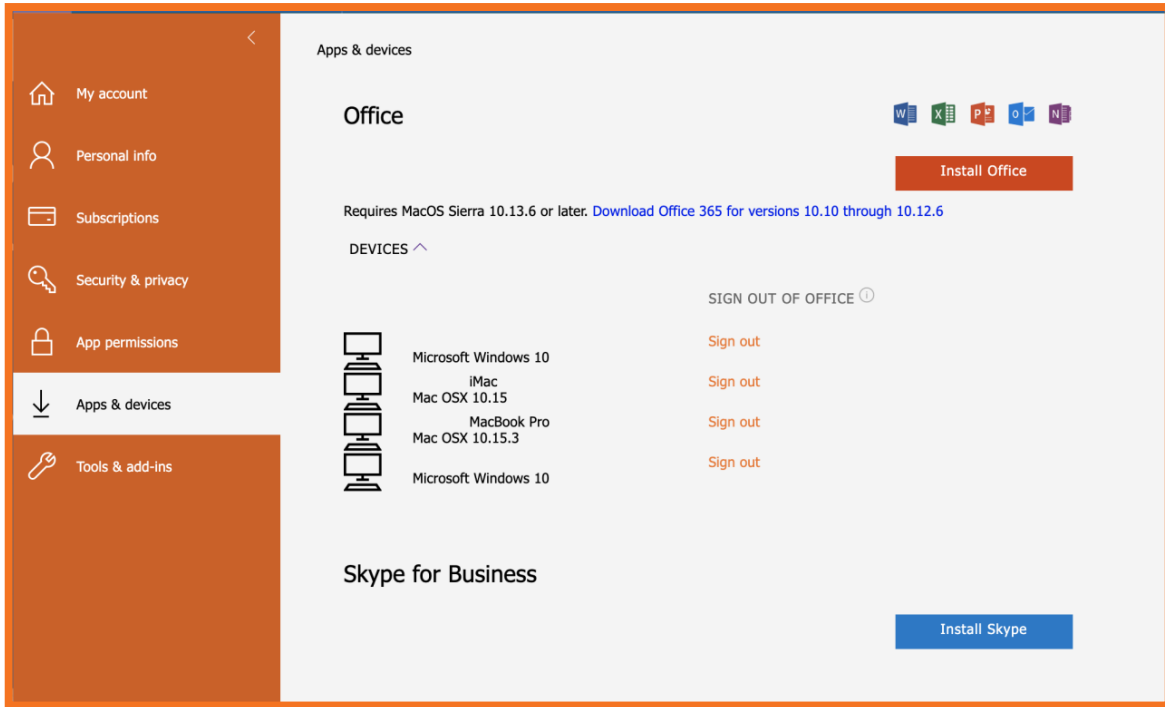 Apps & devices
My account
Personal info
Subscriptions
Security & privacy
App permissions
Apps & devices
Tools & add-ins
Office
W X P O N
Install Office
Requires MacOS Sierra 10.13.6 or later. Download Office 365 for versions 10.10 through 10.12.6
DEVICES
SIGN OUT OF OFFICE
Microsoft Windows 10
Sign out
iMac
Mac OSX 10.15
Sign out
MacBook Pro
Mac OSX 10.15.3
Sign out
Microsoft Windows 10
Sign out
Skype for Business
Install Skype